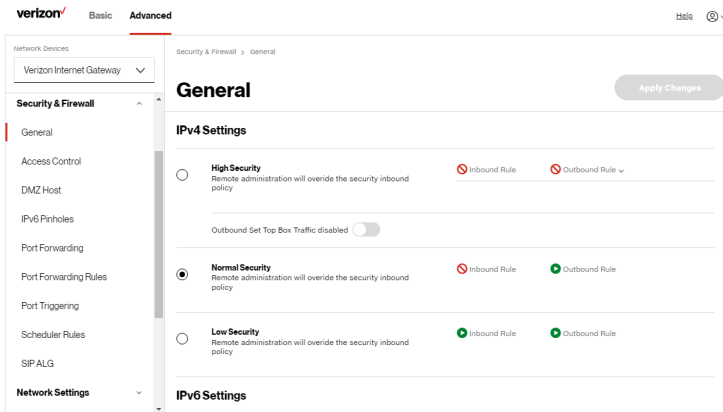 verizon
Basic
Advanced
Help
Network Devices
Verizon Internet Gateway
Security & Firewall
General
Access Control
DMZ Host
IPv6 Pinholes
Port Forwarding
Port Forwarding Rules
Port Triggering
Scheduler Rules
SIP ALG
Network Settings
Security & Firewall > General
General
Apply Changes
IPv4 Settings
High Security
Remote administration will overide the security inbound
policy
Inbound Rule
Outbound Rule
Outbound Set Top Box Traffic disabled
Normal Security
Remote administration will overide the security inbound
policy
Inbound Rule
Outbound Rule
Low Security
Remote administration will overide the security inbound
policy
Inbound Rule
Outbound Rule
IPv6 Settings